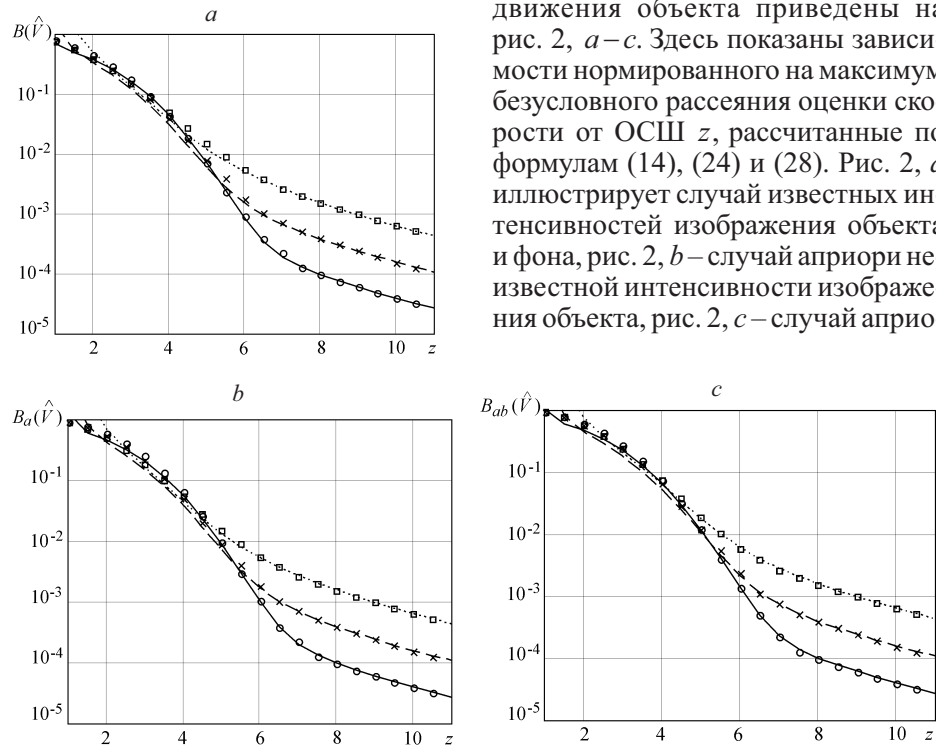 a
B(V̂)
10⁻¹
10⁻²
10⁻³
10⁻⁴
10⁻⁵
2 4 6 8 10 z
движения объекта приведены на
рис. 2, a – c. Здесь показаны зависи-
мости нормированного на максимум
безусловного рассеяния оценки ско-
рости от ОСШ z, рассчитанные по
формулам (14), (24) и (28). Рис. 2, a
иллюстрирует случай известных ин-
тенсивностей изображения объекта
и фона, рис. 2, b – случай априори не-
известной интенсивности изображе-
ния объекта, рис. 2, c – случай априо-
b
Bₐ(V̂)
10⁻¹
10⁻²
10⁻³
10⁻⁴
10⁻⁵
2 4 6 8 10 z
c
B_ab(V̂)
10⁻¹
10⁻²
10⁻³
10⁻⁴
10⁻⁵
2 4 6 8 10 z